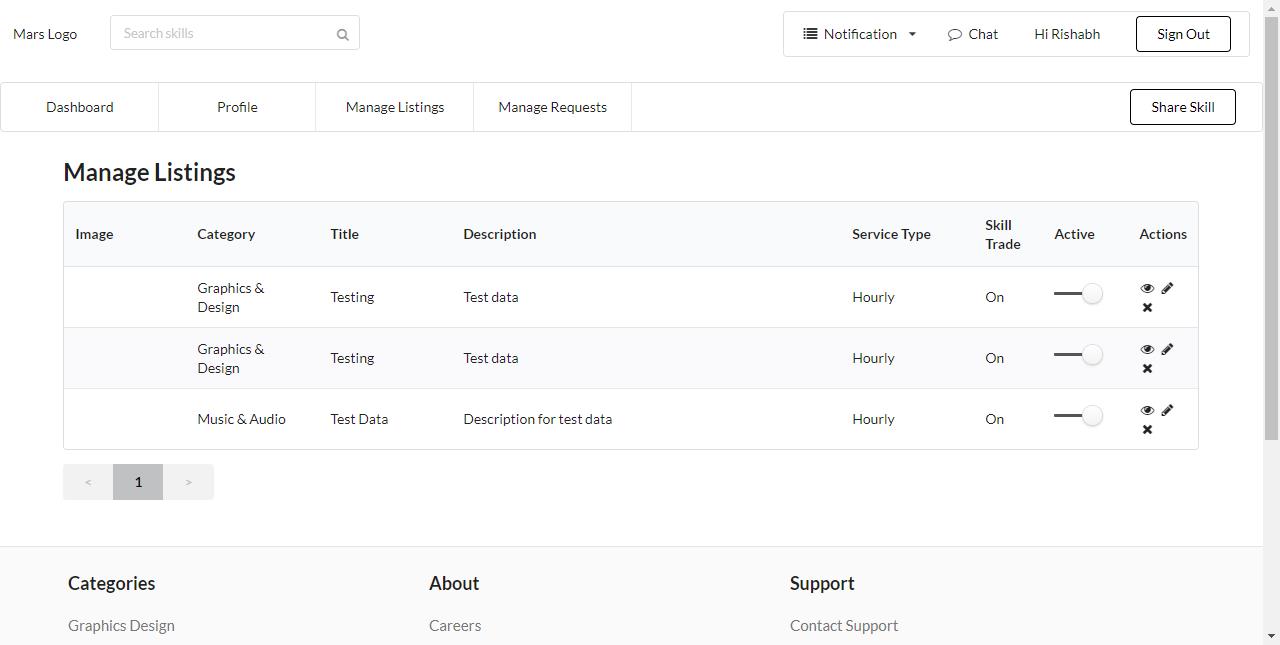 Mars Logo
Search skills
Notification
Chat
Hi Rishabh
Sign Out
Dashboard
Profile
Manage Listings
Manage Requests
Share Skill
Manage Listings
Image Category Title Description Service Type Skill Trade Active Actions
Graphics & Design Testing Test data Hourly On
Graphics & Design Testing Test data Hourly On
Music & Audio Test Data Description for test data Hourly On
< 1 >
Categories About Support
Graphics Design Careers Contact Support